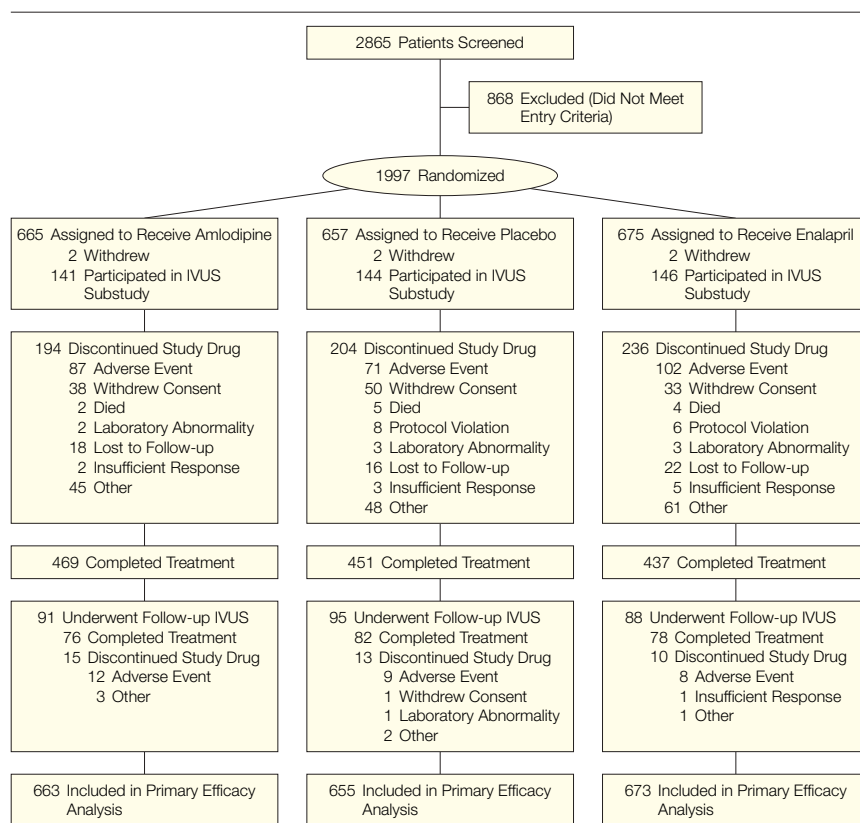 2865 Patients Screened
868 Excluded (Did Not Meet
Entry Criteria)
1997 Randomized
665 Assigned to Receive Amlodipine
2 Withdrew
141 Participated in IVUS
Substudy
657 Assigned to Receive Placebo
2 Withdrew
144 Participated in IVUS
Substudy
675 Assigned to Receive Enalapril
2 Withdrew
146 Participated in IVUS
Substudy
194 Discontinued Study Drug
87 Adverse Event
38 Withdrew Consent
2 Died
2 Laboratory Abnormality
18 Lost to Follow-up
2 Insufficient Response
45 Other
204 Discontinued Study Drug
71 Adverse Event
50 Withdrew Consent
5 Died
8 Protocol Violation
3 Laboratory Abnormality
16 Lost to Follow-up
3 Insufficient Response
48 Other
236 Discontinued Study Drug
102 Adverse Event
33 Withdrew Consent
4 Died
6 Protocol Violation
3 Laboratory Abnormality
22 Lost to Follow-up
5 Insufficient Response
61 Other
469 Completed Treatment
451 Completed Treatment
437 Completed Treatment
91 Underwent Follow-up IVUS
76 Completed Treatment
15 Discontinued Study Drug
12 Adverse Event
3 Other
95 Underwent Follow-up IVUS
82 Completed Treatment
13 Discontinued Study Drug
9 Adverse Event
1 Withdrew Consent
1 Laboratory Abnormality
2 Other
88 Underwent Follow-up IVUS
78 Completed Treatment
10 Discontinued Study Drug
8 Adverse Event
1 Insufficient Response
1 Other
663 Included in Primary Efficacy
Analysis
655 Included in Primary Efficacy
Analysis
673 Included in Primary Efficacy
Analysis